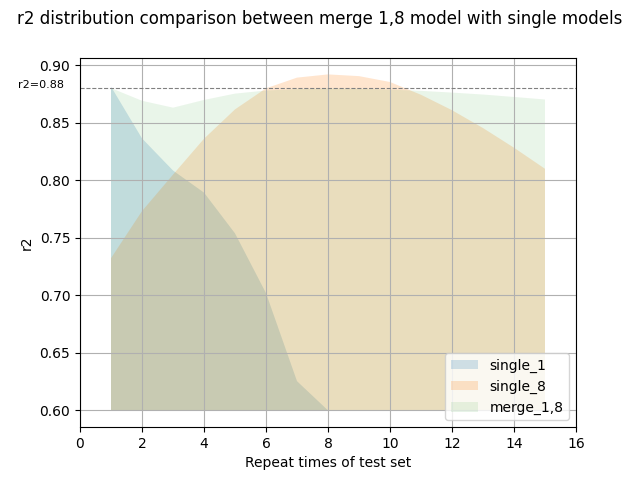 r2 distribution comparison between merge 1,8 model with single models
0.90
r2=0.88
0.85
0.80
0.75
r2
0.70
0.65
0.60
single_1
single_8
merge_1,8
0 2 4 6 8 10 12 14 16
Repeat times of test set